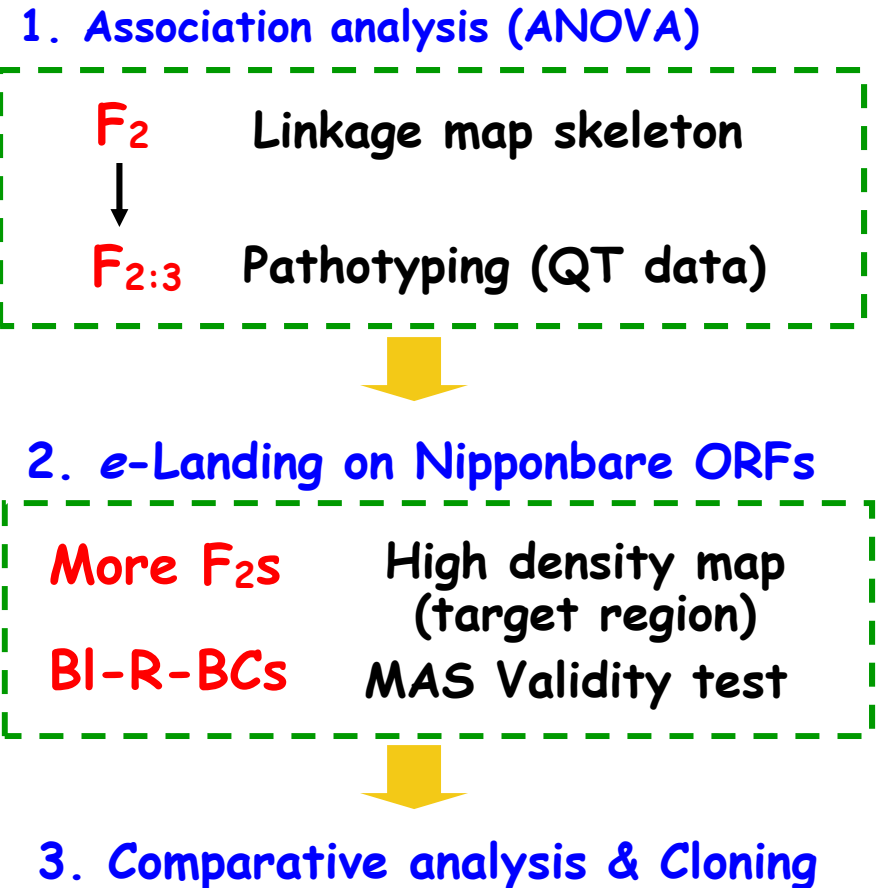 1. Association analysis (ANOVA)
F2 Linkage map skeleton
F2:3 Pathotyping (QT data)
2. e-Landing on Nipponbare ORFs
More F2s High density map
(target region)
Bl-R-BCs MAS Validity test
3. Comparative analysis & Cloning